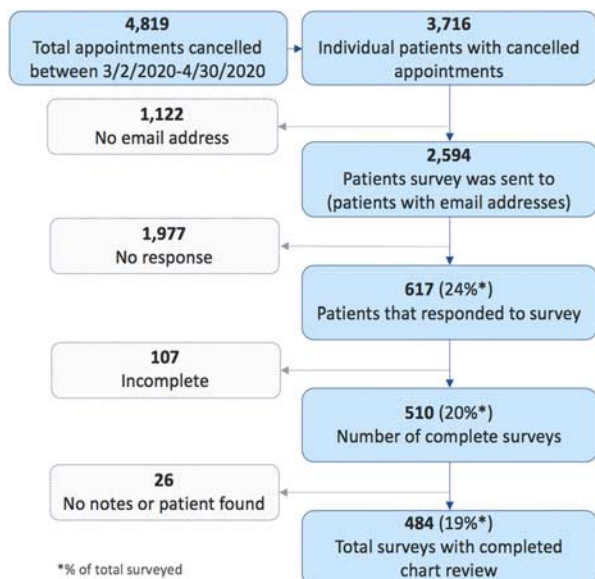 4,819
Total appointments cancelled
between 3/2/2020-4/30/2020
3,716
Individual patients with cancelled
appointments
1,122
No email address
2,594
Patients survey was sent to
(patients with email addresses)
1,977
No response
617 (24%*)
Patients that responded to survey
107
Incomplete
510 (20%*)
Number of complete surveys
26
No notes or patient found
484 (19%*)
Total surveys with completed
chart review
*% of total surveyed